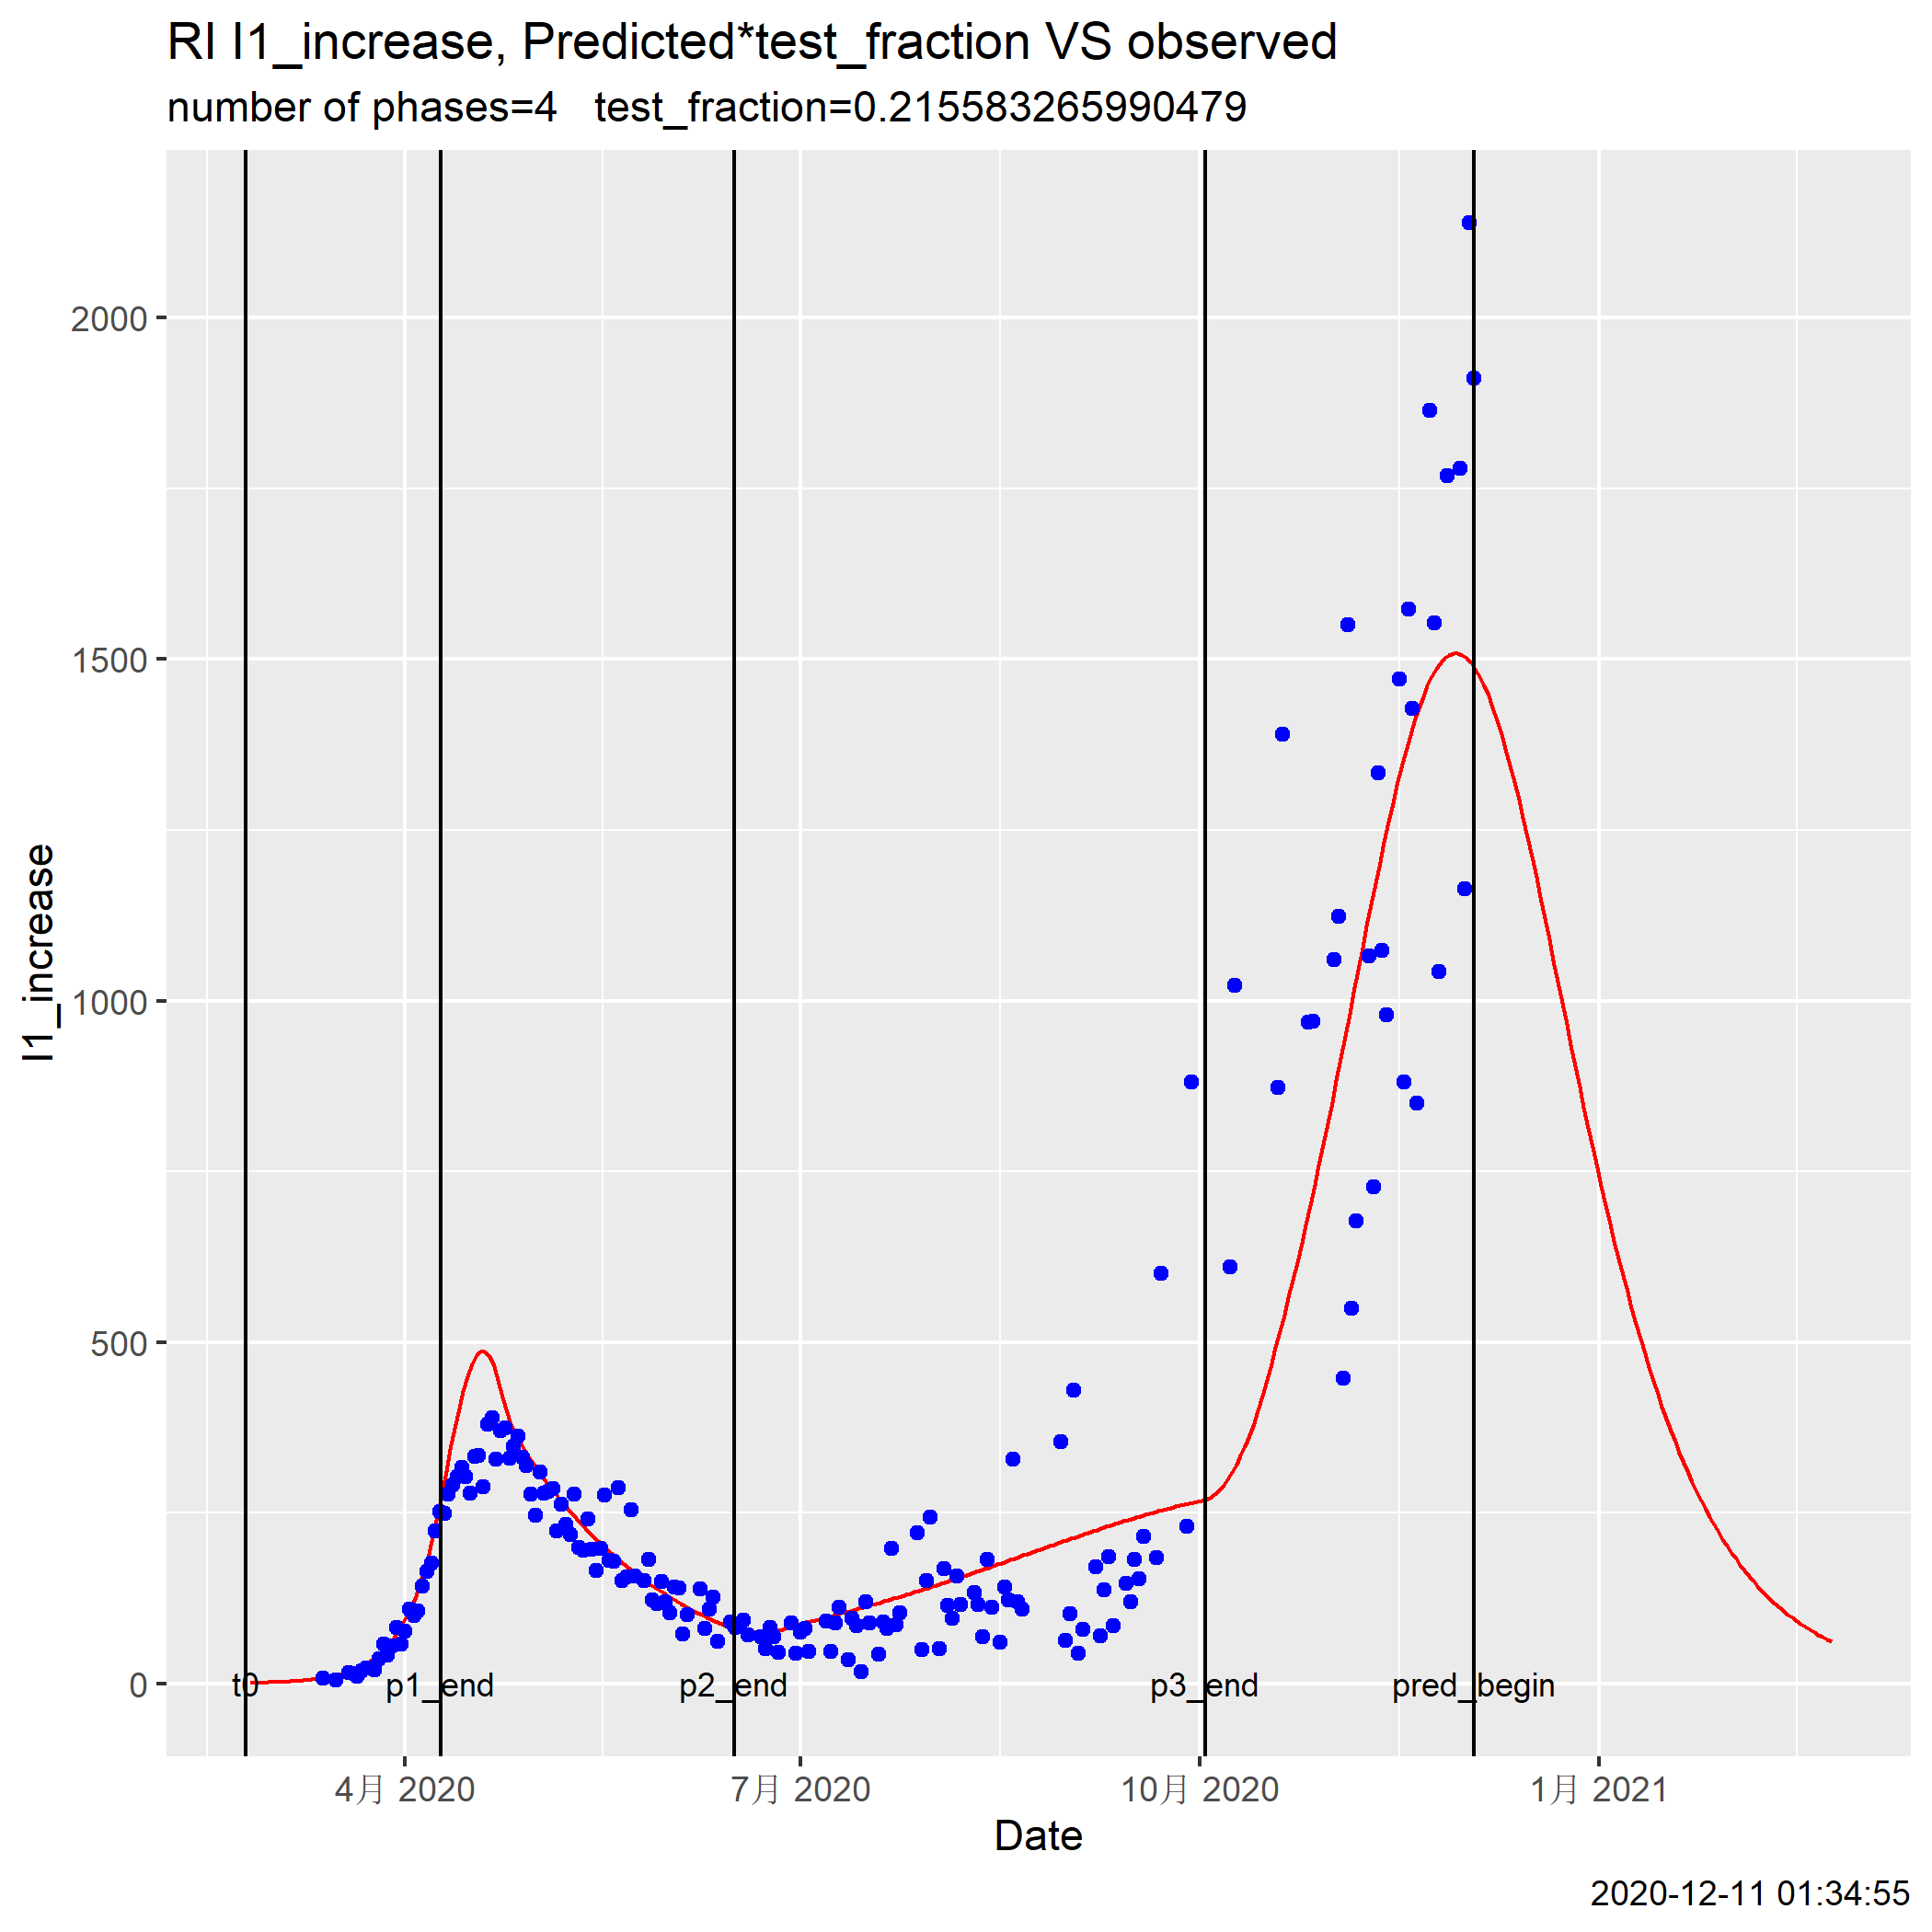 RI I1_increase, Predicted*test_fraction VS observed
number of phases=4   test_fraction=0.215583265990479
2000
1500
1000
500
0
I1_increase
t0
p1_end
p2_end
p3_end
pred_begin
4月 2020
7月 2020
10月 2020
1月 2021
Date
2020-12-11 01:34:55